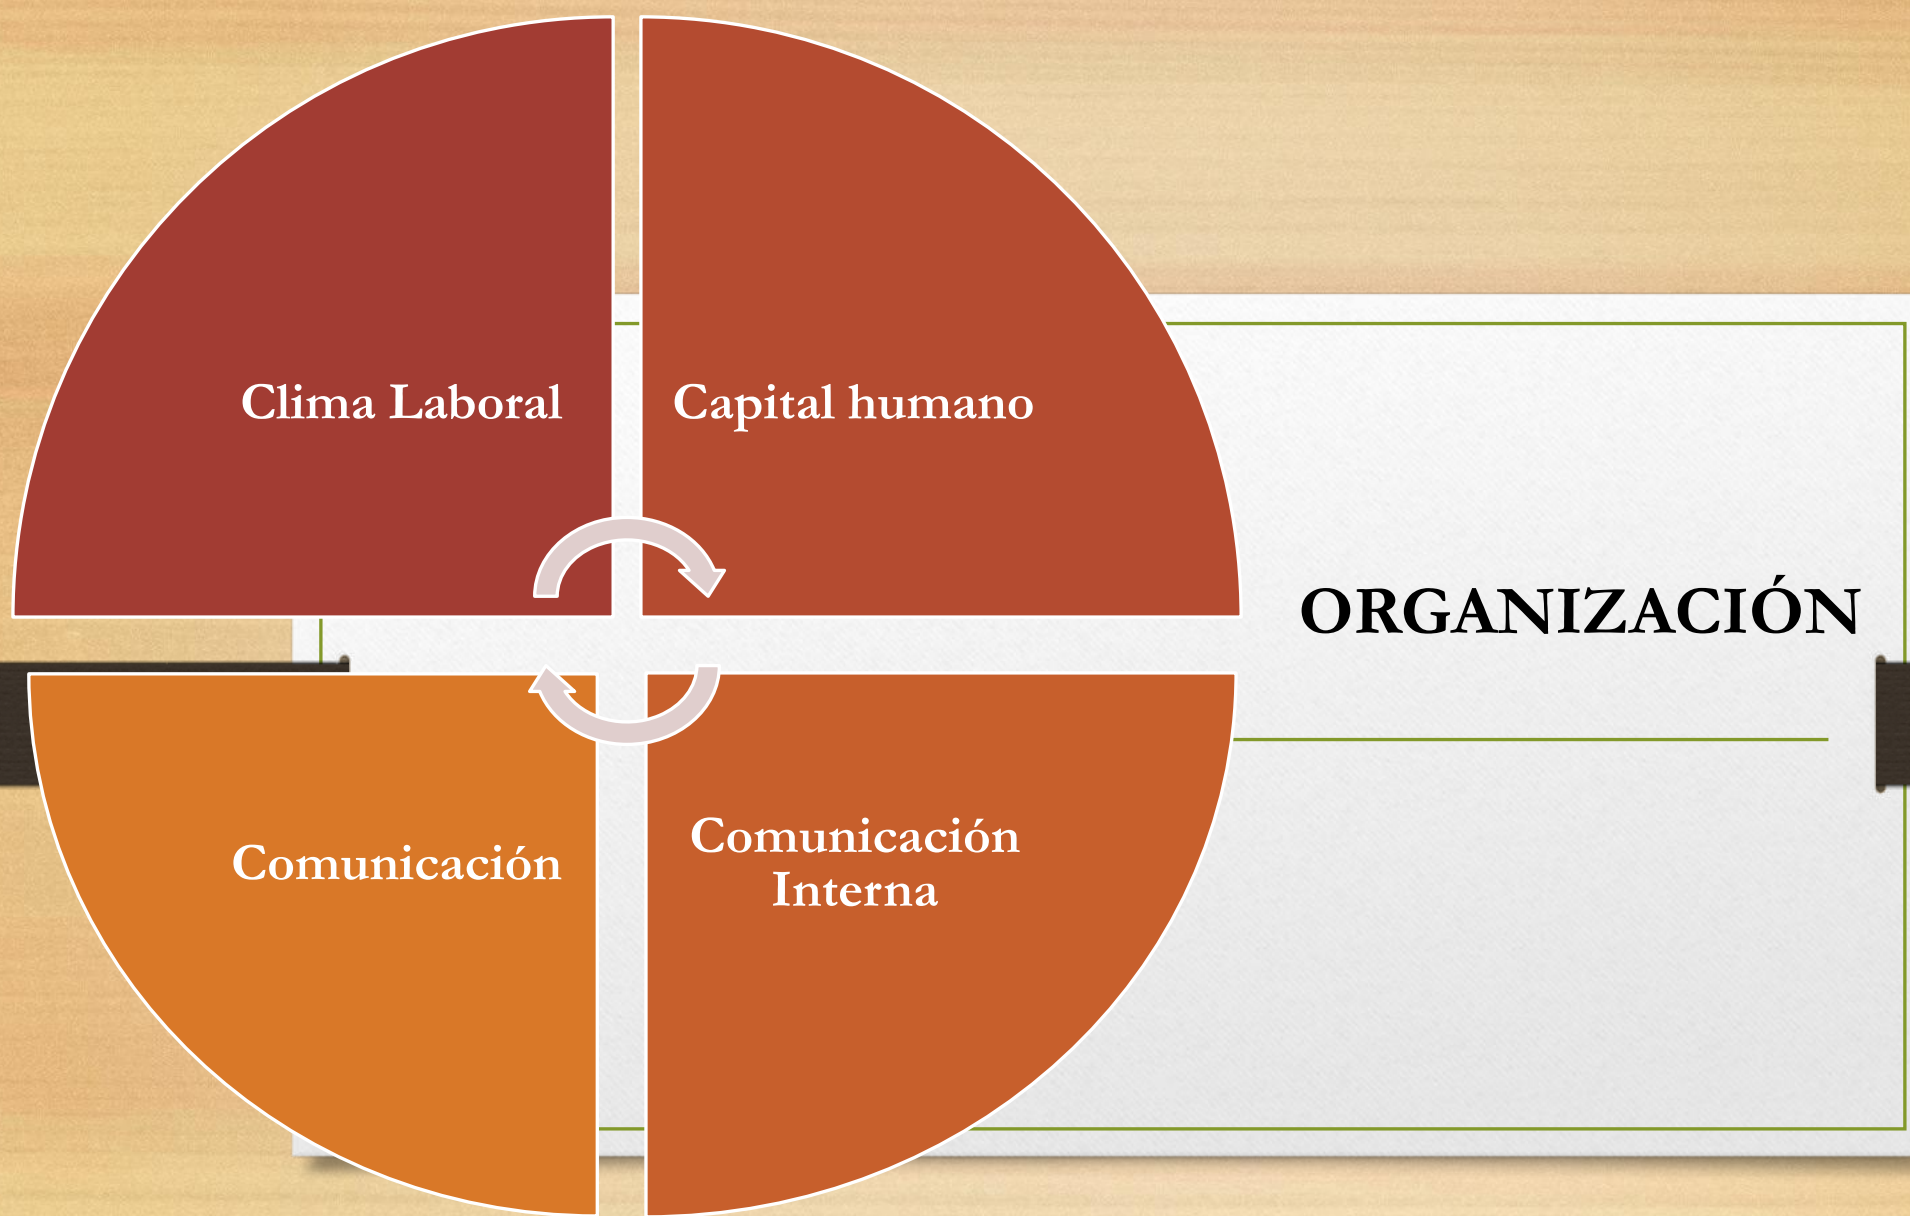 Clima Laboral
Capital humano
ORGANIZACIÓN
Comunicación
Comunicación
Interna